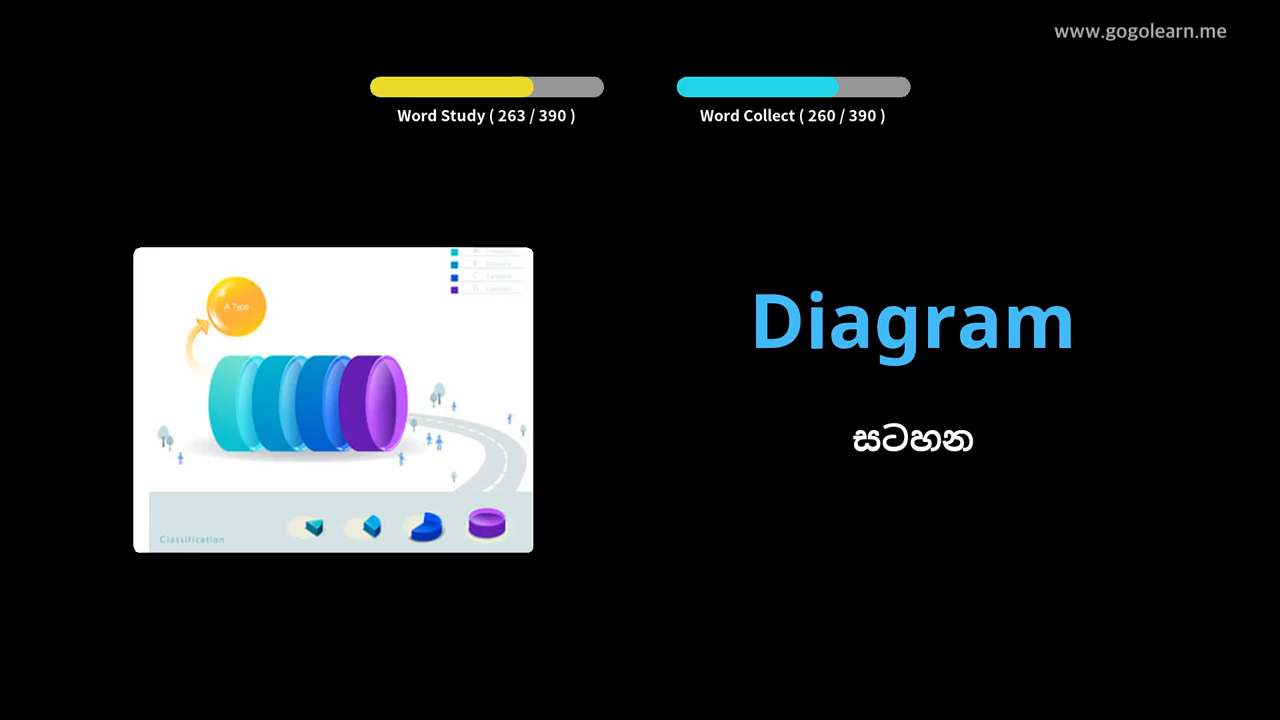 www.gogolearn.me
Word Study ( 263 / 390 )
Word Collect ( 260 / 390 )
A Type
C
Classification
Diagram
සටහන